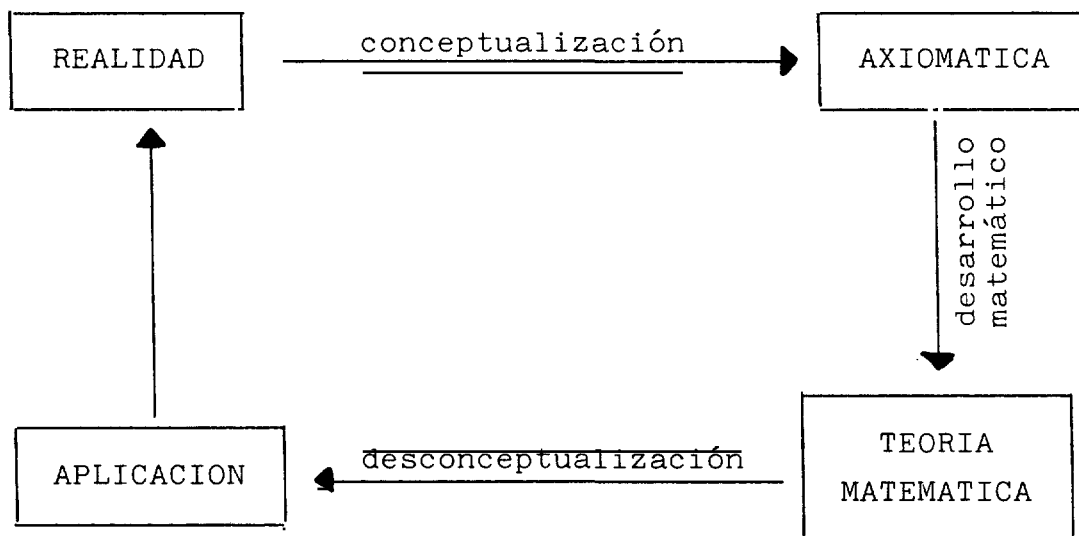 REALIDAD
conceptualización
AXIOMATICA
desarrollo
matemático
APLICACION
desconceptualización
TEORIA
MATEMATICA